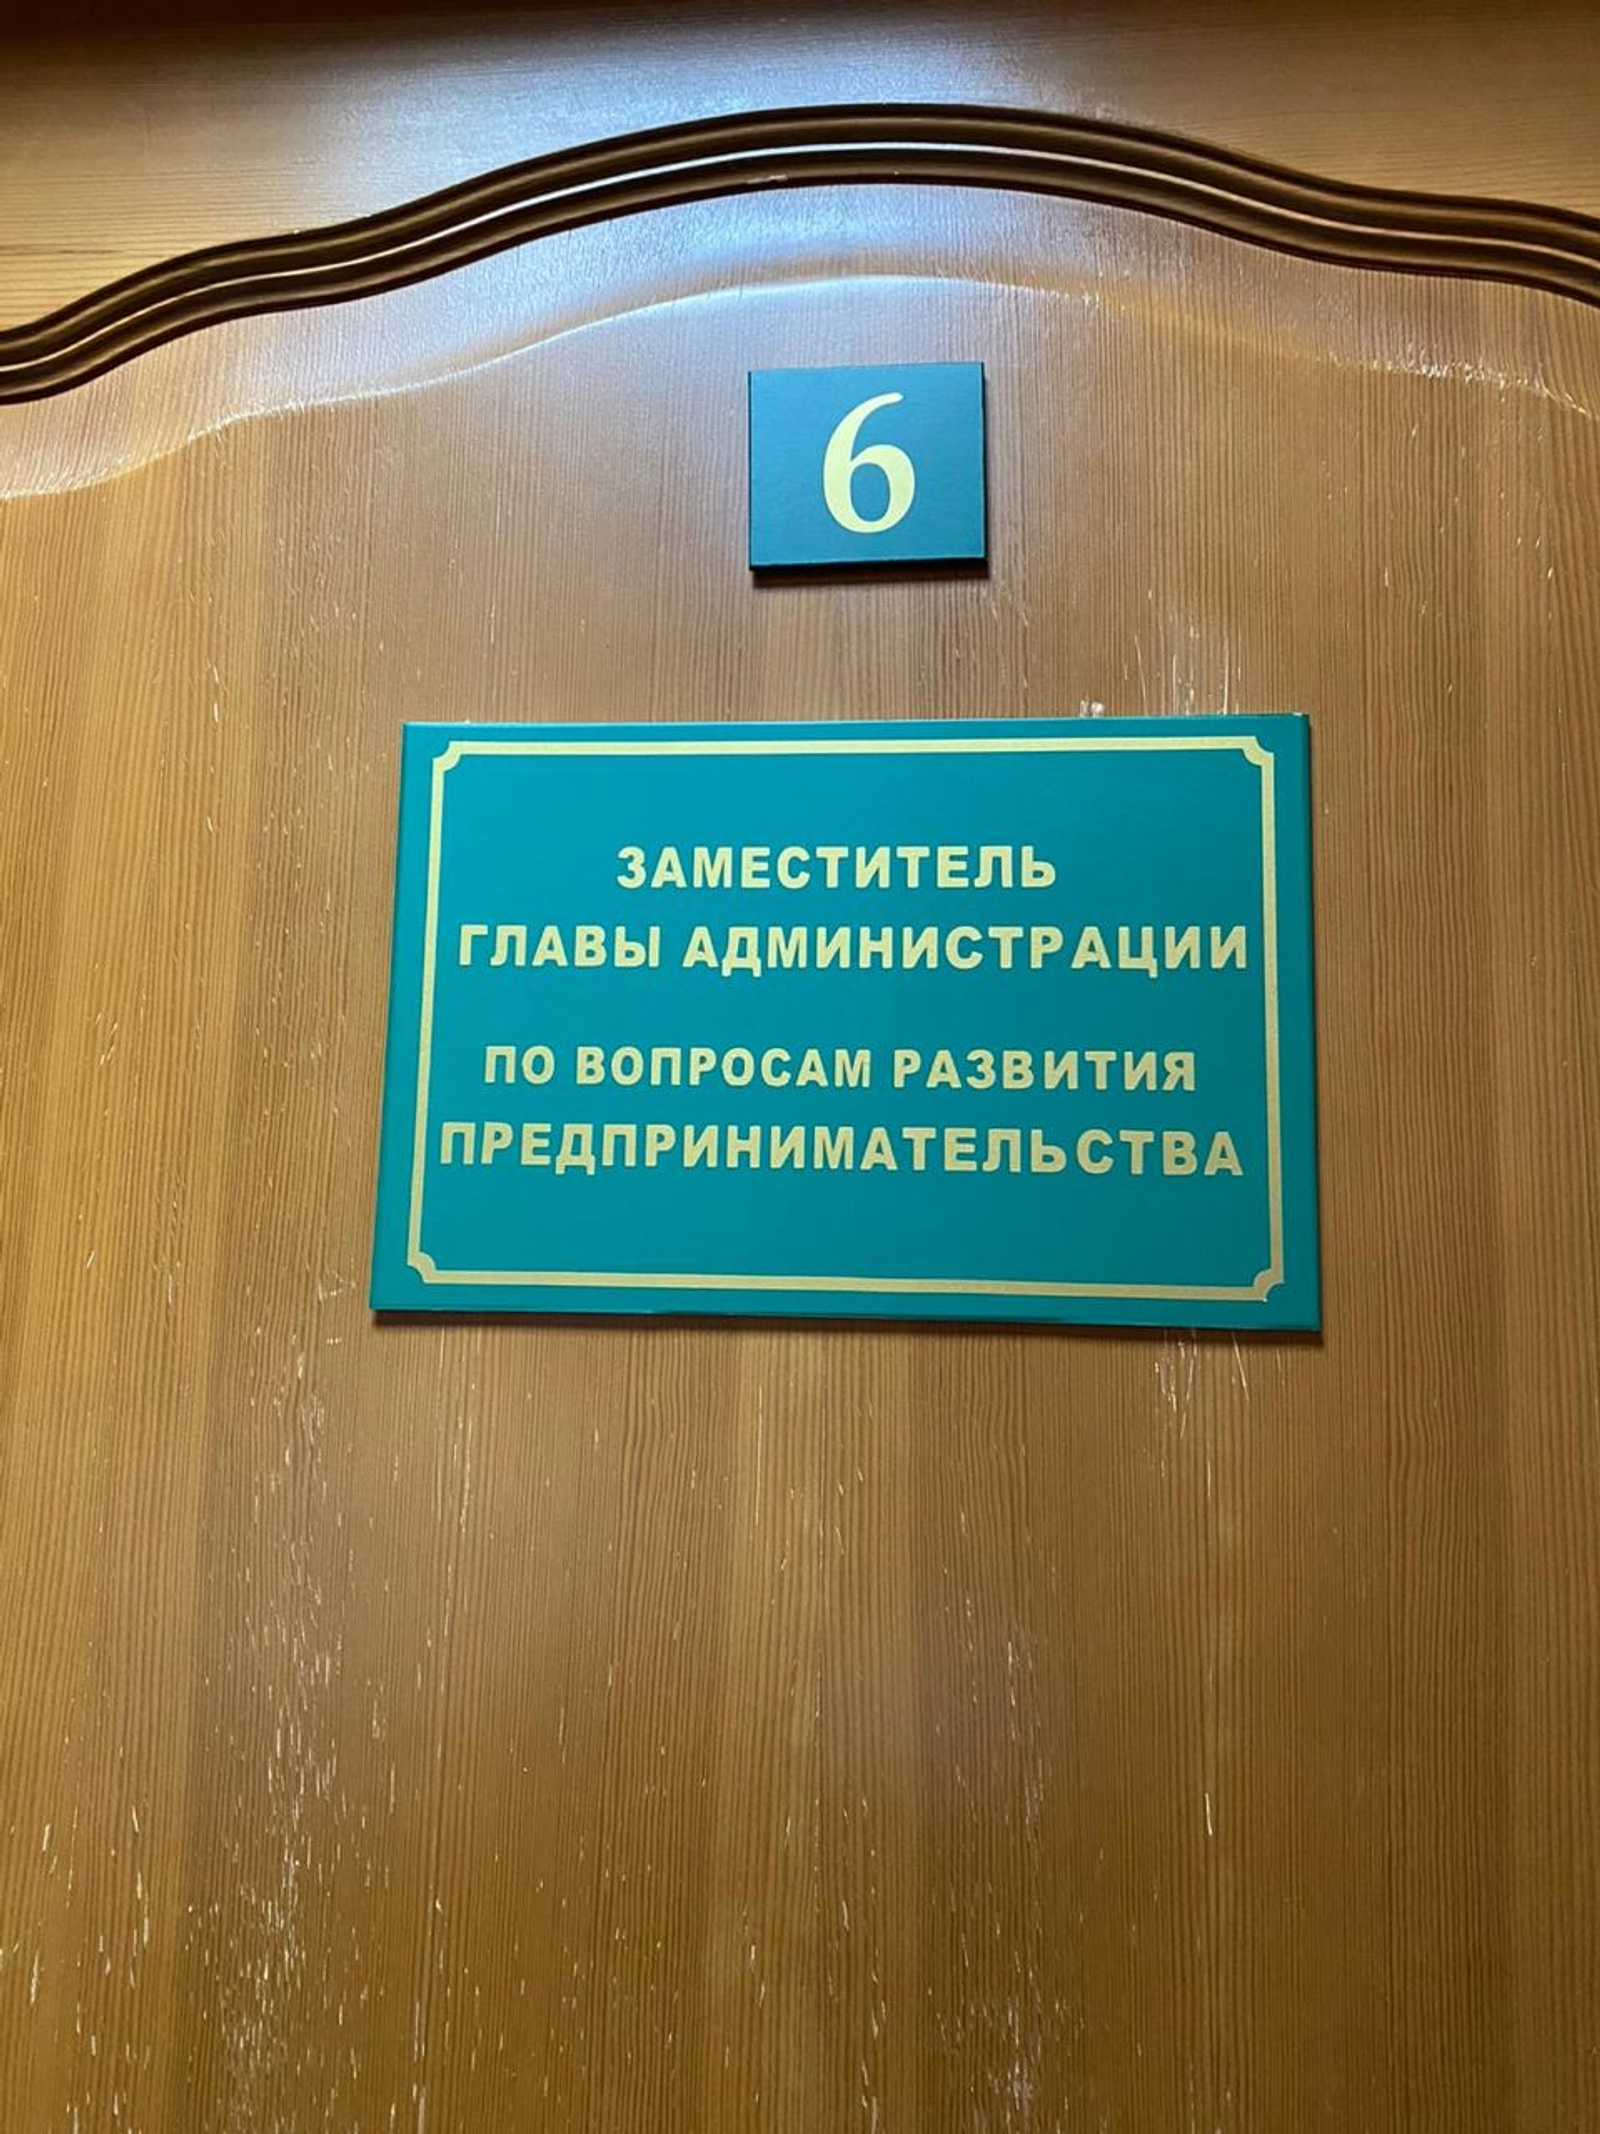 6
ЗАМЕСТИТЕЛЬ
ГЛАВЫ АДМИНИСТРАЦИИ
ПО ВОПРОСАМ РАЗВИТИЯ
ПРЕДПРИНИМАТЕЛЬСТВА